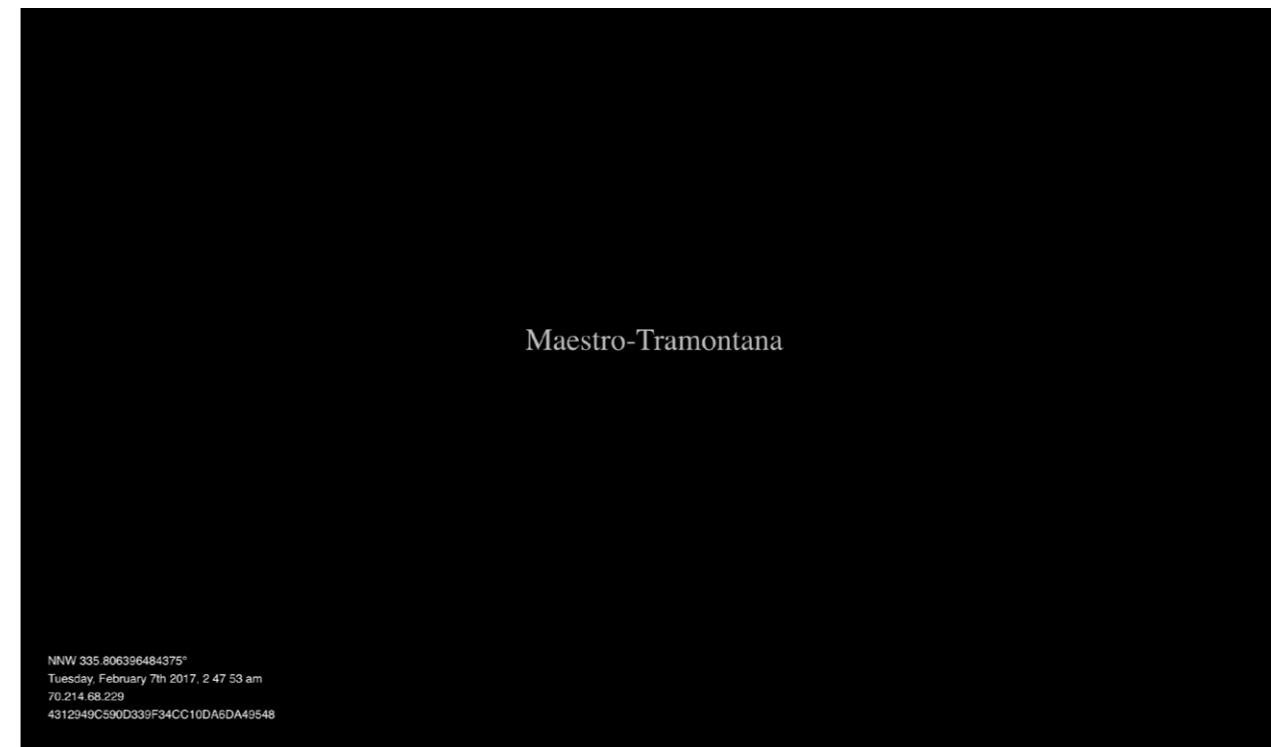 Maestro-Tramontana
NNW 335.806396484375°
Tuesday, February 7th 2017, 2 47 53 am
70.214.68.229
4312949C590D339F34CC10DA6DA49548